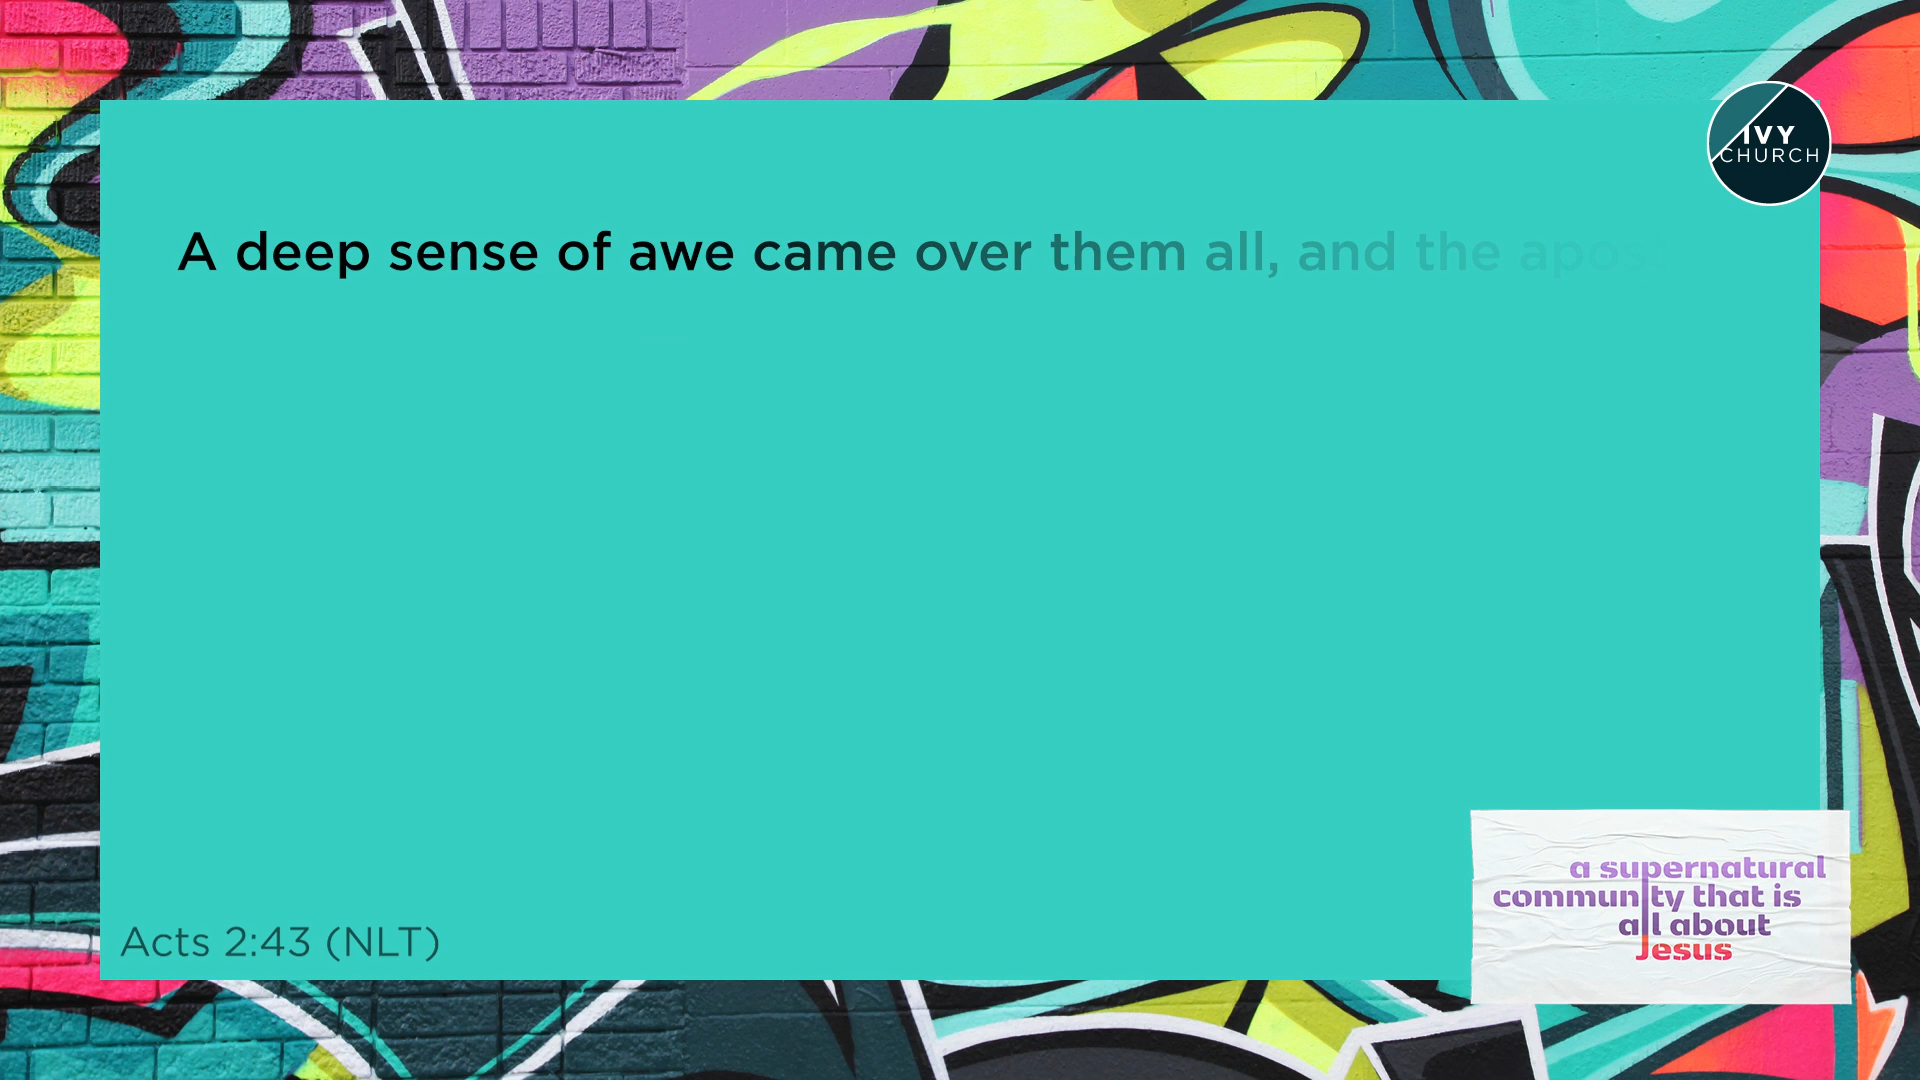 IVY
CHURCH
A deep sense of awe came over them all, and the apos
Acts 2:43 (NLT)
a supernatural
community that is
all about
Jesus